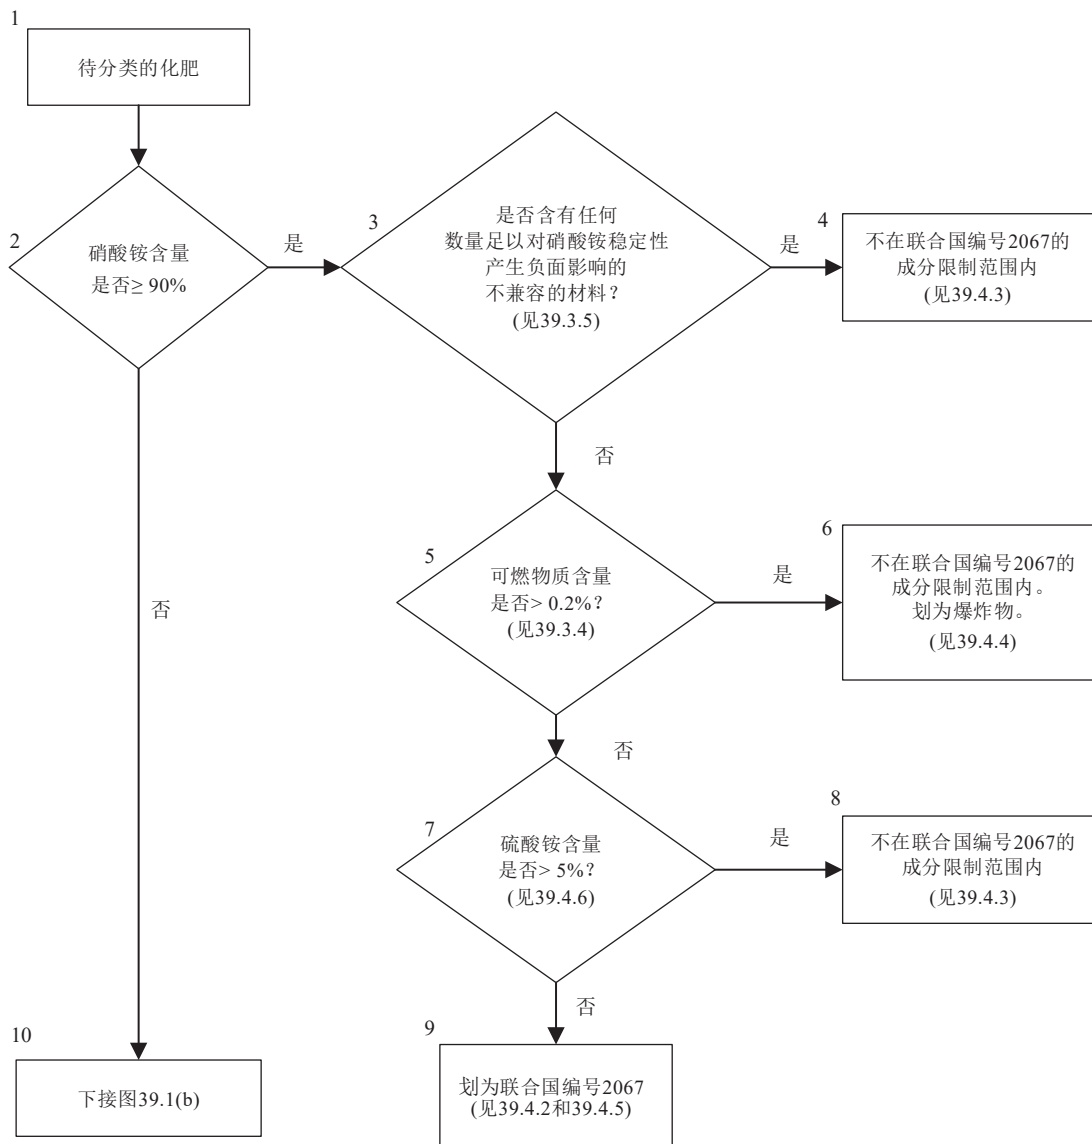 1
待分类的化肥
2
硝酸铵含量
是否≥ 90%
是
3
是否含有任何
数量足以对硝酸铵稳定性
产生负面影响的
不兼容的材料？
(见39.3.5)
是
4
不在联合国编号2067的
成分限制范围内
(见39.4.3)
否
否
5
可燃物质含量
是否> 0.2%？
(见39.3.4)
是
6
不在联合国编号2067的
成分限制范围内。
划为爆炸物。
(见39.4.4)
否
7
硫酸铵含量
是否> 5%？
(见39.4.6)
是
8
不在联合国编号2067的
成分限制范围内
(见39.4.3)
否
9
划为联合国编号2067
(见39.4.2和39.4.5)
10
下接图39.1(b)